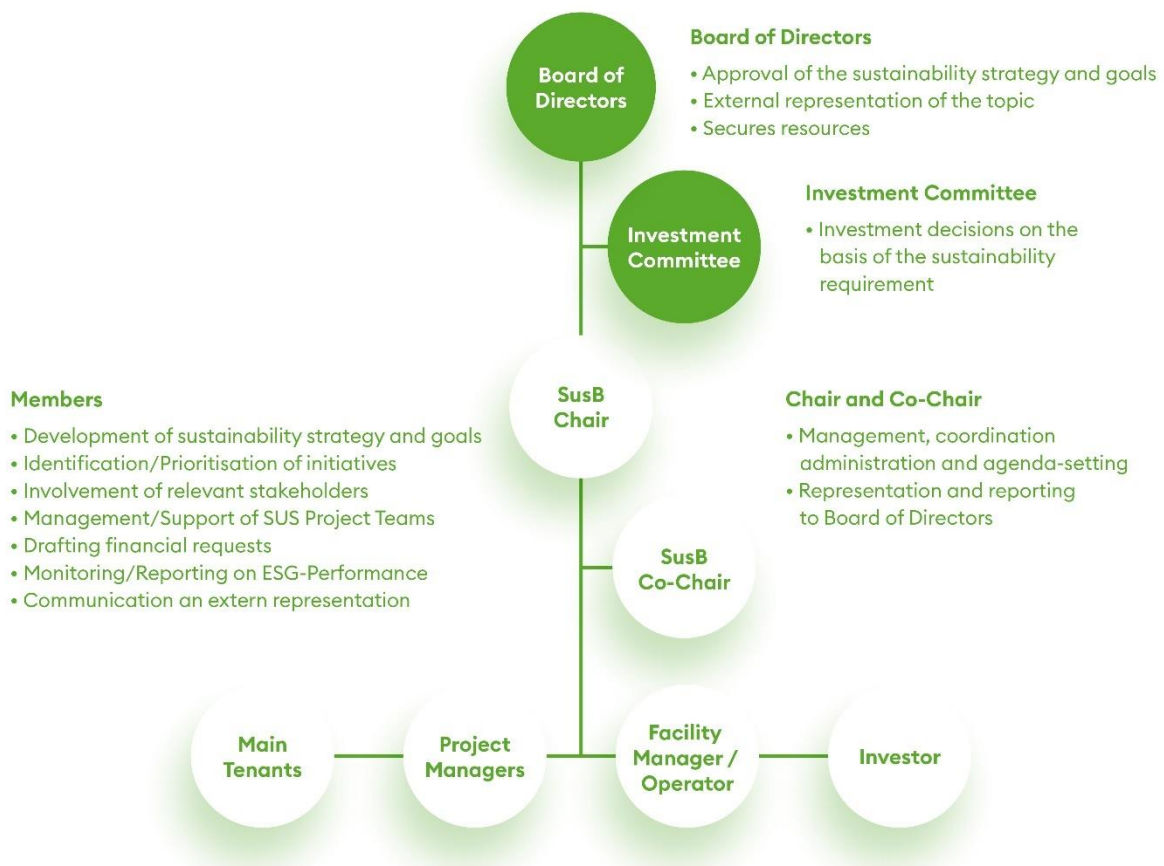 Board of
Directors
Board of Directors
• Approval of the sustainability strategy and goals
• External representation of the topic
• Secures resources
Investment
Committee
Investment Committee
• Investment decisions on the
basis of the sustainability
requirement
SusB
Chair
Members
• Development of sustainability strategy and goals
• Identification/Prioritisation of initiatives
• Involvement of relevant stakeholders
• Management/Support of SUS Project Teams
• Drafting financial requests
• Monitoring/Reporting on ESG-Performance
• Communication an extern representation
Chair and Co-Chair
• Management, coordination
administration and agenda-setting
• Representation and reporting
to Board of Directors
SusB
Co-Chair
Main
Tenants
Project
Managers
Facility
Manager /
Operator
Investor